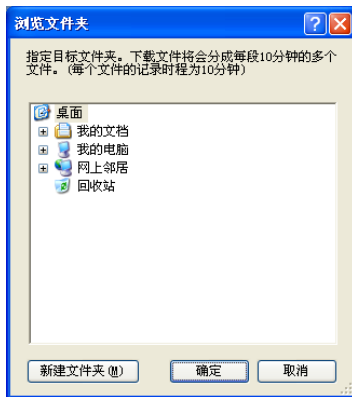 浏览文件夹
指定目标文件夹。下载文件将会分成每段10分钟的多个
文件。(每个文件的记录时程为10分钟)
桌面
我的文档
我的电脑
网上邻居
回收站
新建文件夹(M)
确定
取消